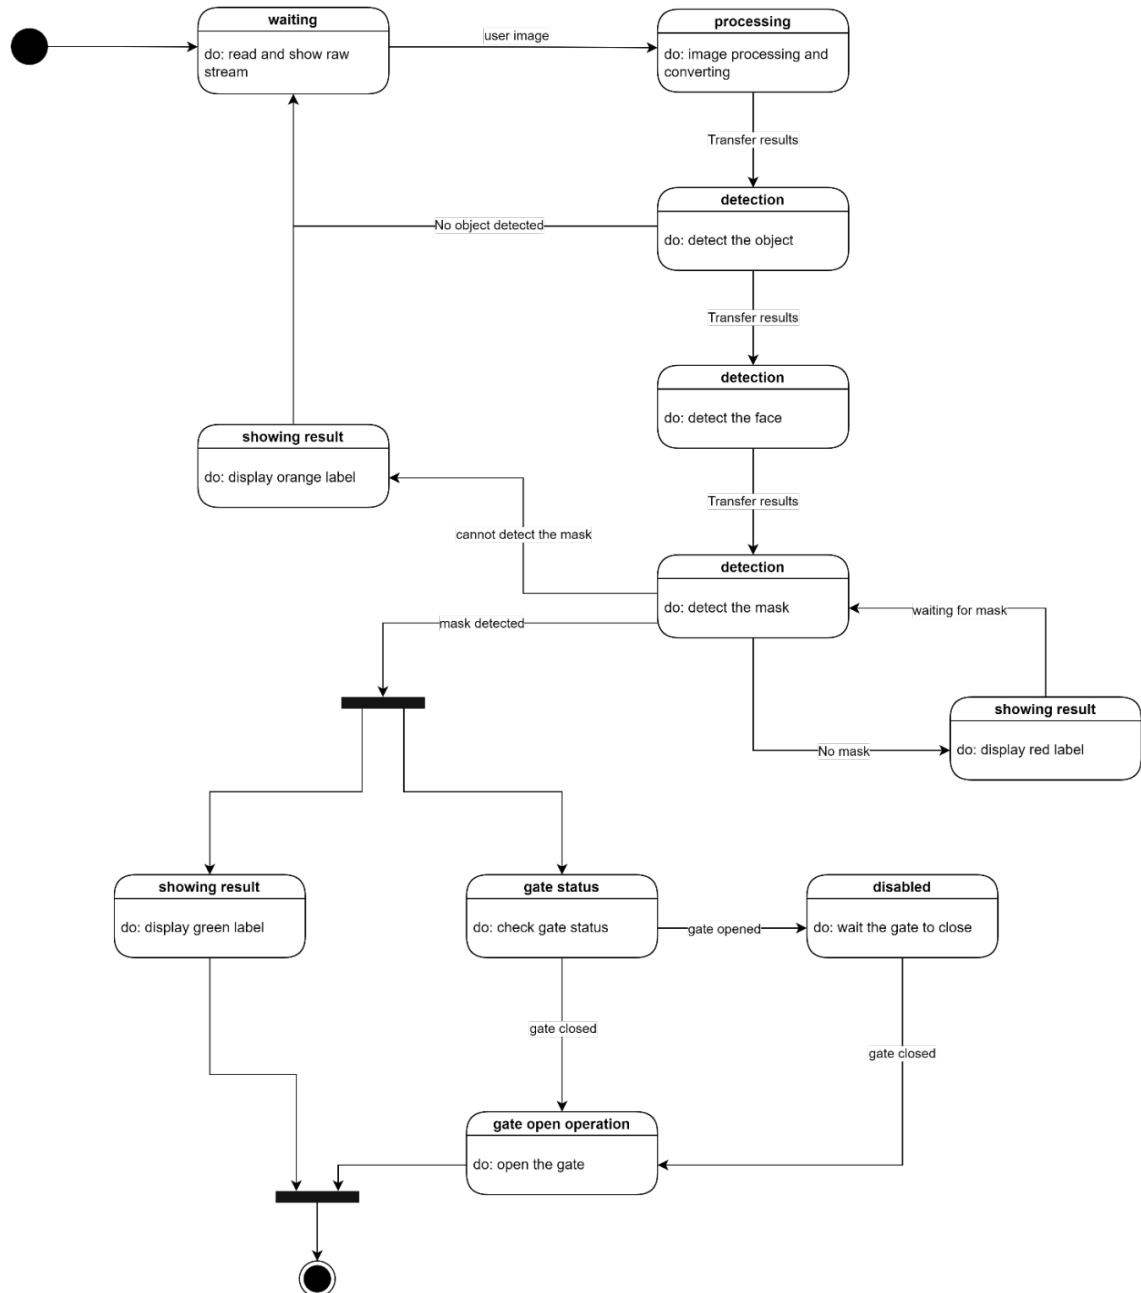 waiting
do: read and show raw
stream
user image
processing
do: image processing and
converting
Transfer results
detection
do: detect the object
No object detected
Transfer results
detection
do: detect the face
showing result
do: display orange label
Transfer results
cannot detect the mask
detection
do: detect the mask
mask detected
waiting for mask
showing result
do: display red label
No mask
showing result
do: display green label
gate status
do: check gate status
gate opened
disabled
do: wait the gate to close
gate closed
gate closed
gate open operation
do: open the gate